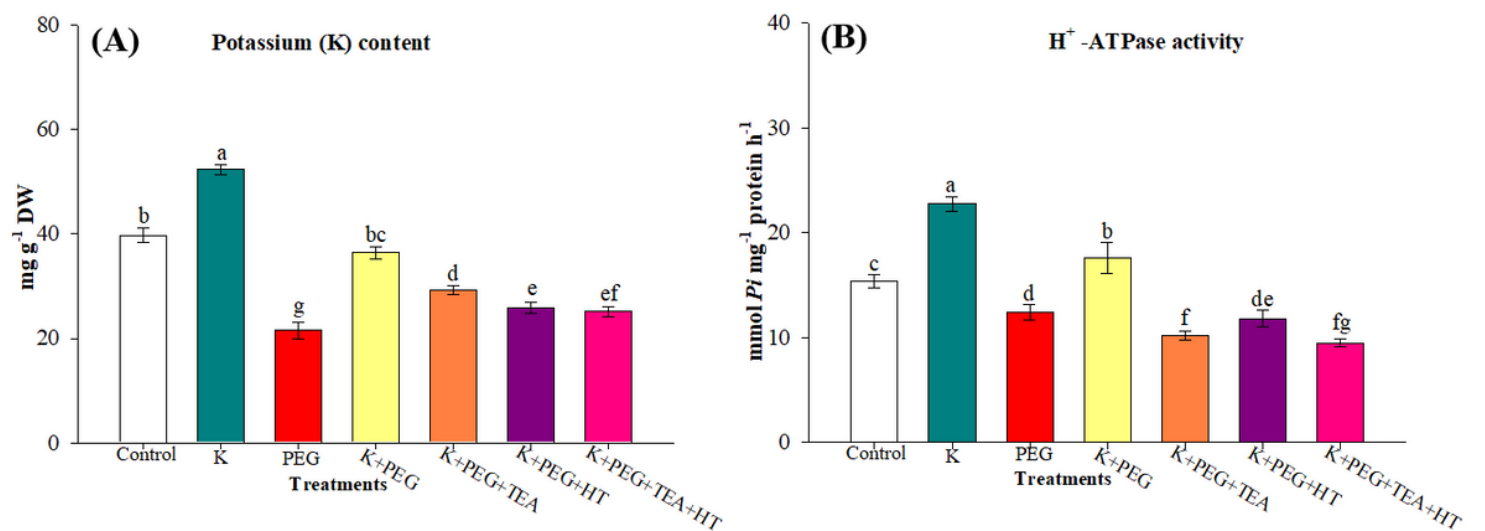 (A) Potassium (K) content
80
60
40
20
0
mg g⁻¹ DW
b
a
g
bc
d
e
ef
Control
K
PEG
K+PEG
K+PEG+TEA
K+PEG+HT
K+PEG+TEA+HT
Treatments
(B) H⁺ -ATPase activity
40
30
20
10
0
mmol Pi mg⁻¹ protein h⁻¹
c
a
d
b
f
de
fg
Control
K
PEG
K+PEG
K+PEG+TEA
K+PEG+HT
K+PEG+TEA+HT
Treatments